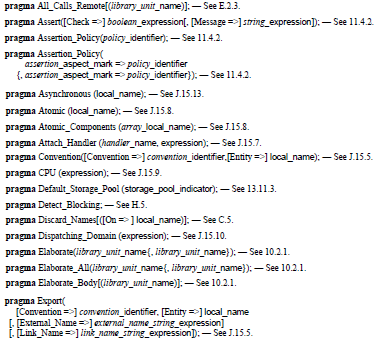 pragma All_Calls_Remote[(library_unit_name)]; — See E.2.3.
pragma Assert([Check =>] boolean_expression[, [Message =>] string_expression]); — See 11.4.2.
pragma Assertion_Policy(policy_identifier); — See 11.4.2.
pragma Assertion_Policy(
assertion_aspect_mark => policy_identifier
{, assertion_aspect_mark => policy_identifier}); — See 11.4.2.
pragma Asynchronous (local_name); — See J.15.13.
pragma Atomic (local_name); — See J.15.8.
pragma Atomic_Components (array_local_name); — See J.15.8.
pragma Attach_Handler (handler_name, expression); — See J.15.7.
pragma Convention([Convention =>] convention_identifier,[Entity =>] local_name); — See J.15.5.
pragma CPU (expression); — See J.15.9.
pragma Default_Storage_Pool (storage_pool_indicator); — See 13.11.3.
pragma Detect_Blocking; — See H.5.
pragma Discard_Names[([On => ] local_name)]; — See C.5.
pragma Dispatching_Domain (expression); — See J.15.10.
pragma Elaborate(library_unit_name{, library_unit_name}); — See 10.2.1.
pragma Elaborate_All(library_unit_name{, library_unit_name}); — See 10.2.1.
pragma Elaborate_Body[(library_unit_name)]; — See 10.2.1.
pragma Export(
[Convention =>] convention_identifier, [Entity =>] local_name
[, [External_Name =>] external_name_string_expression]
[, [Link_Name =>] link_name_string_expression]); — See J.15.5.